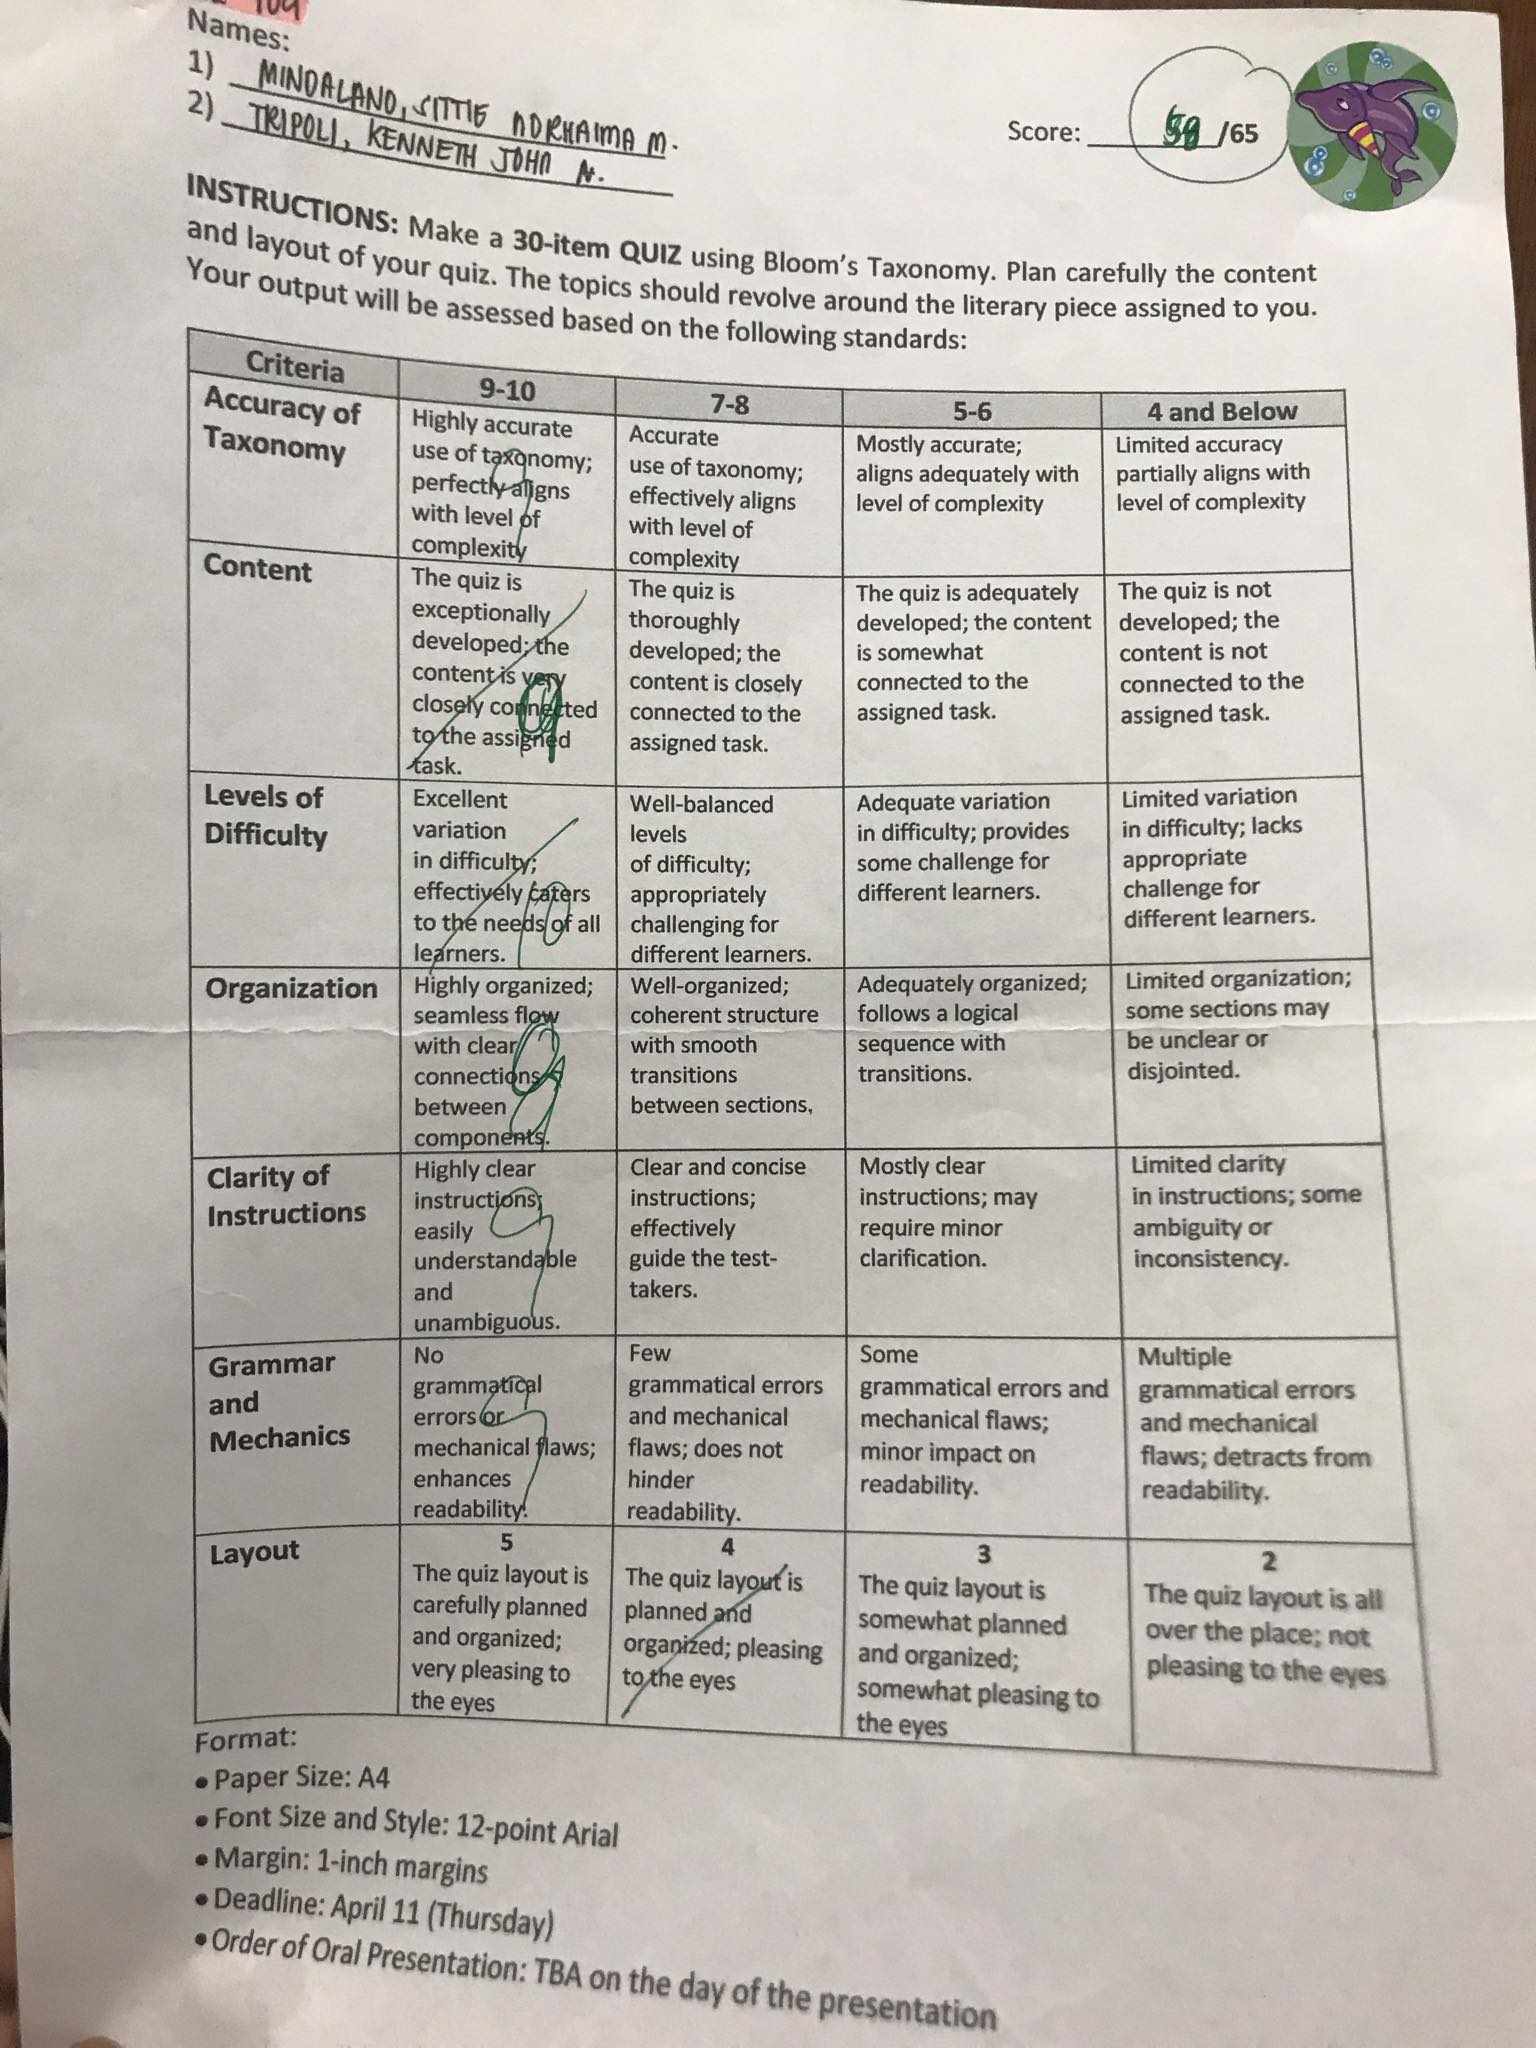 109
Names:
1) MINDALANO, SITTIE NORHAIMA M.
2) TRIPOLI, KENNETH JOHN N.
Score: /65
INSTRUCTIONS: Make a 30-item QUIZ using Bloom's Taxonomy. Plan carefully the content
and layout of your quiz. The topics should revolve around the literary piece assigned to you.
Your output will be assessed based on the following standards:
Criteria
9-10
7-8
5-6
4 and Below
Accuracy of
Taxonomy
Highly accurate
use of taxonomy;
perfectly aligns
with level of
complexity
9
Accurate
use of taxonomy;
effectively aligns
with level of
complexity
Mostly accurate;
aligns adequately with
level of complexity
Limited accuracy
partially aligns with
level of complexity
Content
The quiz is
exceptionally
developed; the
content is very
closely connected
to the assigned
task.
9
The quiz is
thoroughly
developed; the
content is closely
connected to the
assigned task.
The quiz is adequately
developed; the content
is somewhat
connected to the
assigned task.
The quiz is not
developed; the
content is not
connected to the
assigned task.
Levels of
Difficulty
Excellent
variation
in difficulty;
effectively caters
to the needs of all
learners.
10
Well-balanced
levels
of difficulty;
appropriately
challenging for
different learners.
Adequate variation
in difficulty; provides
some challenge for
different learners.
Limited variation
in difficulty; lacks
appropriate
challenge for
different learners.
Organization
Highly organized;
seamless flow
with clear
connections
between
components.
Well-organized;
coherent structure
with smooth
transitions
between sections,
Adequately organized;
follows a logical
sequence with
transitions.
Limited organization;
some sections may
be unclear or
disjointed.
Clarity of
Instructions
Highly clear
instructions;
easily
understandable
and
unambiguous.
9
Clear and concise
instructions;
effectively
guide the test-
takers.
Mostly clear
instructions; may
require minor
clarification.
Limited clarity
in instructions; some
ambiguity or
inconsistency.
Grammar
and
Mechanics
No
grammatical
errors or
mechanical flaws;
enhances
readability.
9
Few
grammatical errors
and mechanical
flaws; does not
hinder
readability.
Some
grammatical errors and
mechanical flaws;
minor impact on
readability.
Multiple
grammatical errors
and mechanical
flaws; detracts from
readability.
Layout
5
The quiz layout is
carefully planned
and organized;
very pleasing to
the eyes
4
The quiz layout is
planned and
organized; pleasing
to the eyes
3
The quiz layout is
somewhat planned
and organized;
somewhat pleasing to
the eyes
2
The quiz layout is all
over the place; not
pleasing to the eyes
Format:
• Paper Size: A4
• Font Size and Style: 12-point Arial
• Margin: 1-inch margins
• Deadline: April 11 (Thursday)
• Order of Oral Presentation: TBA on the day of the presentation